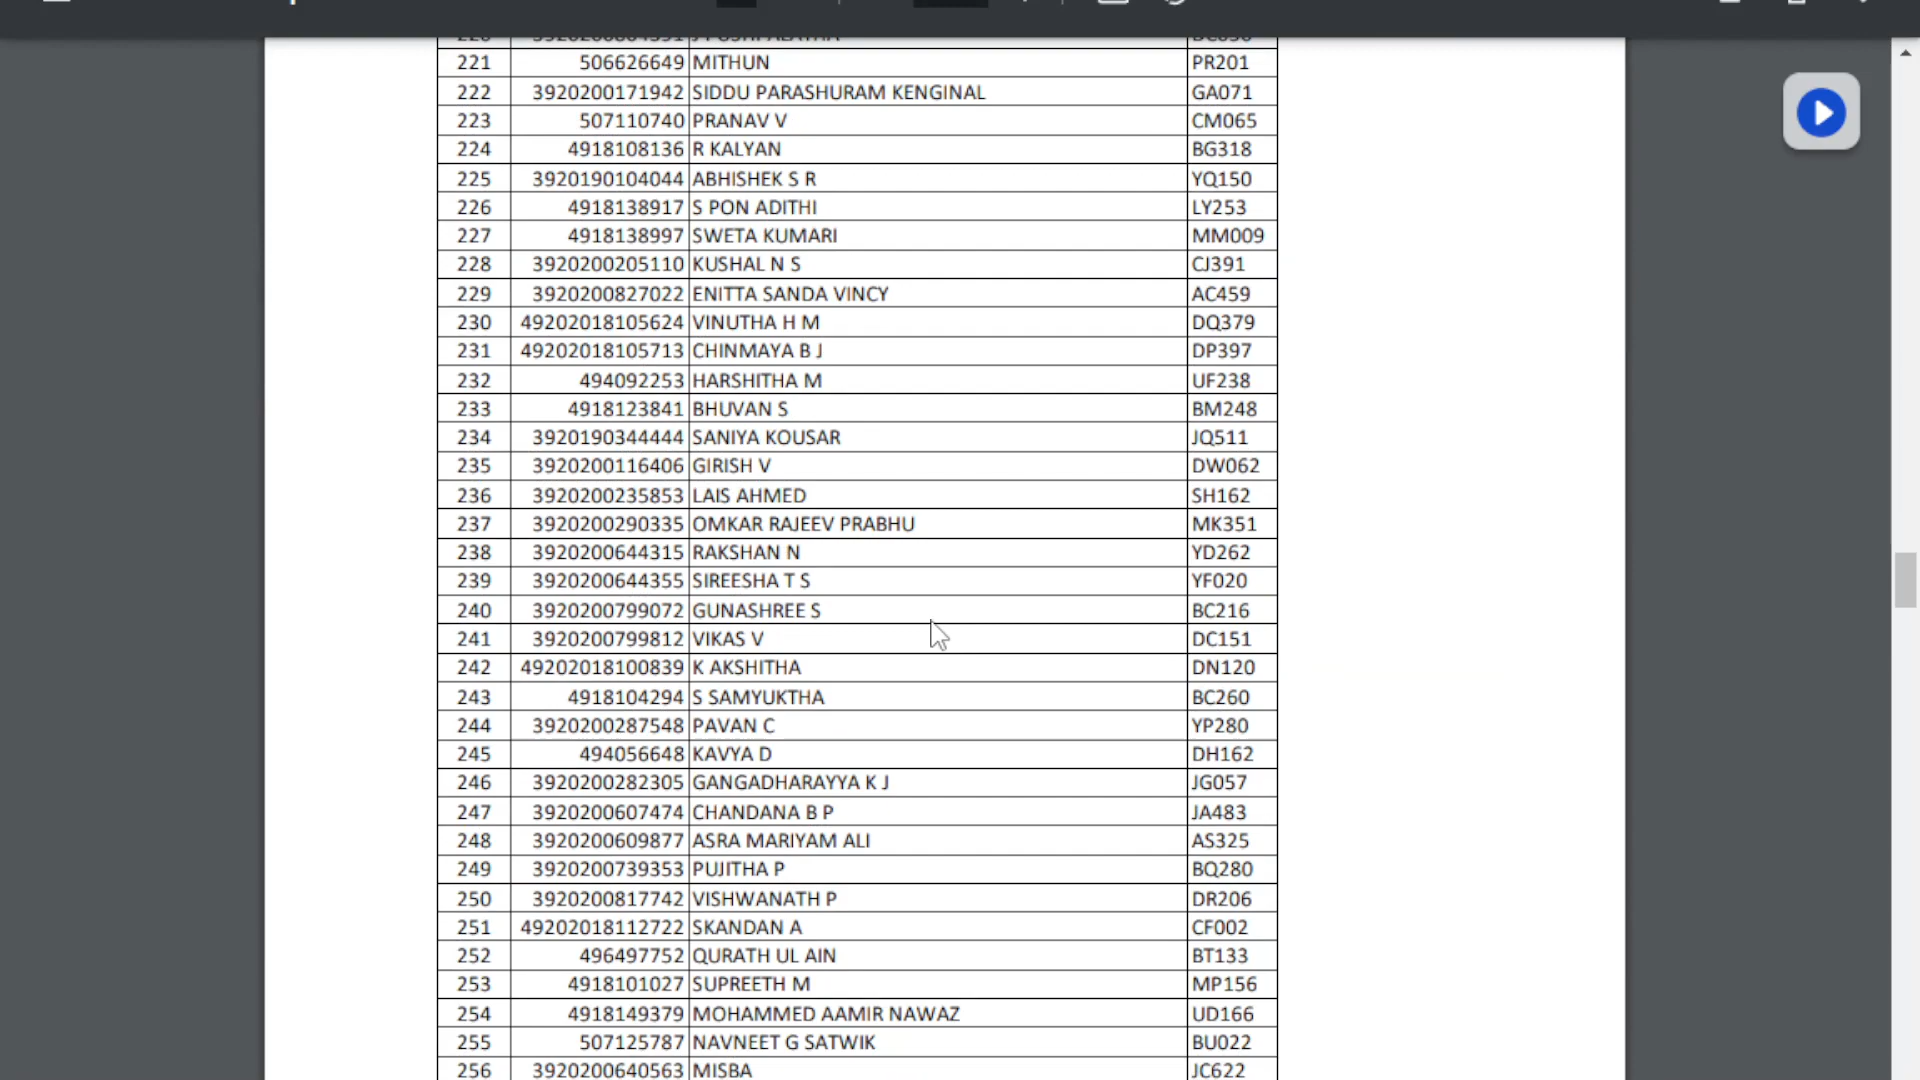 221 506626649 MITHUN PR201
222 3920200171942 SIDDU PARASHURAM KENGINAL GA071
223 507110740 PRANAV V CM065
224 4918108136 R KALYAN BG318
225 3920190104044 ABHISHEK S R YQ150
226 4918138917 S PON ADITHI LY253
227 4918138997 SWETA KUMARI MM009
228 3920200205110 KUSHAL N S CJ391
229 3920200827022 ENITTA SANDA VINCY AC459
230 49202018105624 VINUTHA H M DQ379
231 49202018105713 CHINMAYA B J DP397
232 494092253 HARSHITHA M UF238
233 4918123841 BHUVAN S BM248
234 3920190344444 SANIYA KOUSAR JQ511
235 3920200116406 GIRISH V DW062
236 3920200235853 LAIS AHMED SH162
237 3920200290335 OMKAR RAJEEV PRABHU MK351
238 3920200644315 RAKSHAN N YD262
239 3920200644355 SIREESHA T S YF020
240 3920200799072 GUNASHREE S BC216
241 3920200799812 VIKAS V DC151
242 49202018100839 K AKSHITHA DN120
243 4918104294 S SAMYUKTHA BC260
244 3920200287548 PAVAN C YP280
245 494056648 KAVYA D DH162
246 3920200282305 GANGADHARAYYA K J JG057
247 3920200607474 CHANDANA B P JA483
248 3920200609877 ASRA MARIYAM ALI AS325
249 3920200739353 PUJITHA P BQ280
250 3920200817742 VISHWANATH P DR206
251 49202018112722 SKANDAN A CF002
252 496497752 QURATH UL AIN BT133
253 4918101027 SUPREETH M MP156
254 4918149379 MOHAMMED AAMIR NAWAZ UD166
255 507125787 NAVNEET G SATWIK BU022
256 3920200640563 MISBA JC622